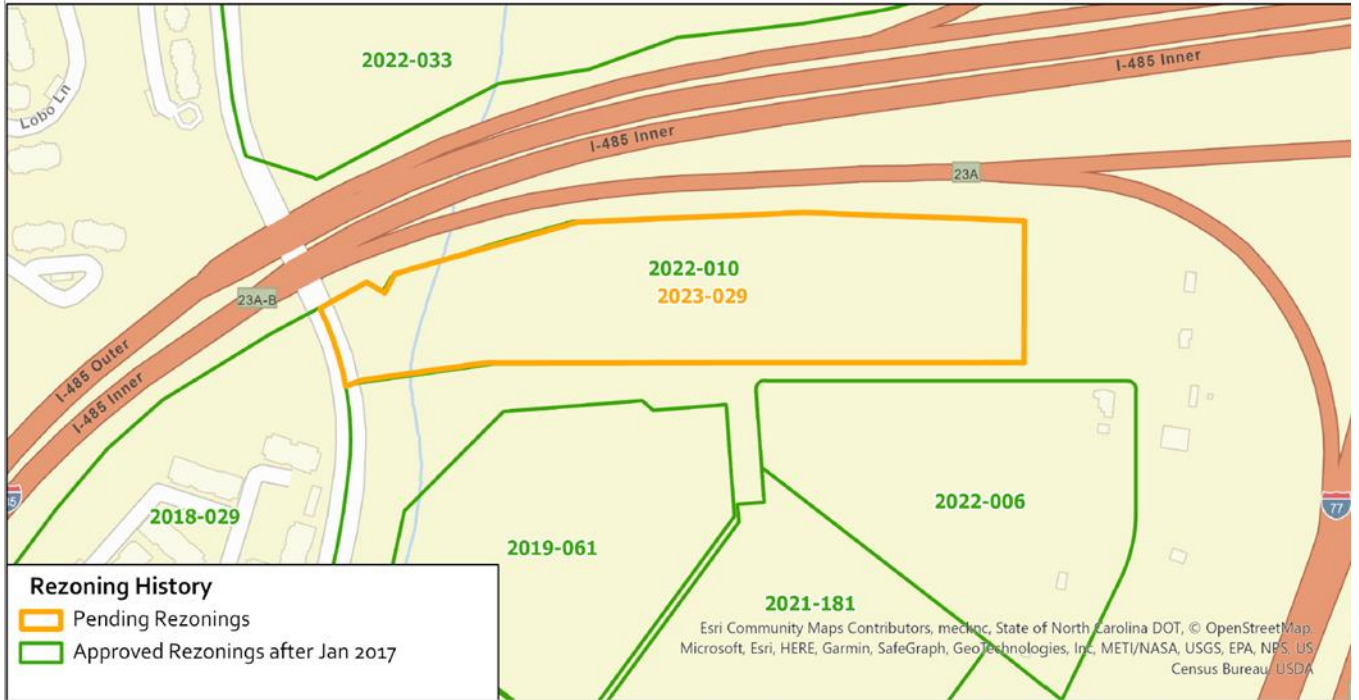 2022-033
Lobo Ln
I-485 Inner
I-485 Inner
23A
2022-010
2023-029
23A-B
I-485 Outer
I-485 Inner
77
2018-029
2019-061
2022-006
2021-181
Rezoning History
Pending Rezonings
Approved Rezonings after Jan 2017
Esri Community Maps Contributors, mecknc, State of North Carolina DOT, © OpenStreetMap,
Microsoft, Esri, HERE, Garmin, SafeGraph, GeoTechnologies, Inc, METI/NASA, USGS, EPA, NPS, US
Census Bureau, USDA